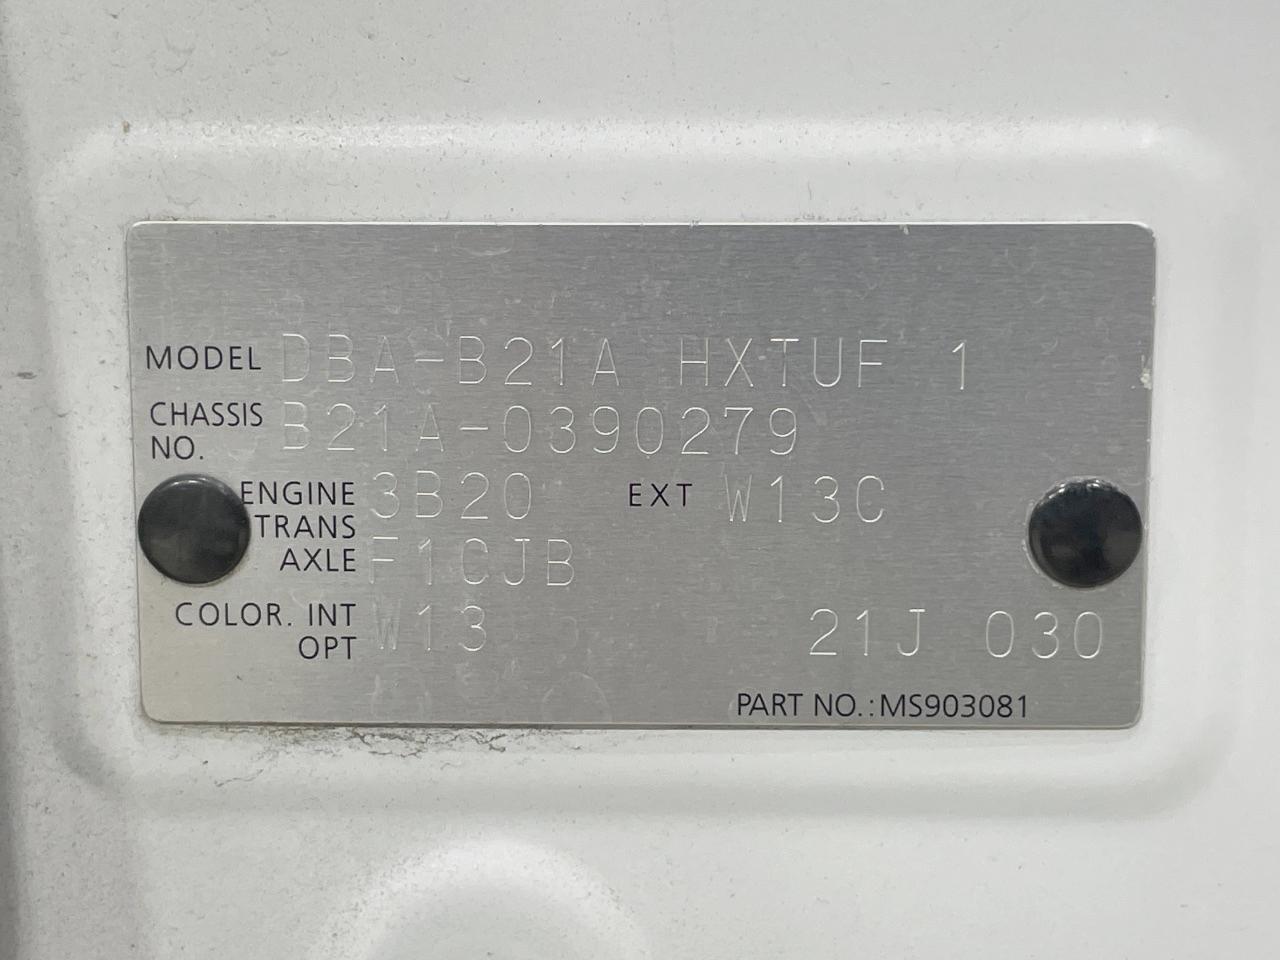 MODEL DBA-B21A HXTUF 1
CHASSIS NO. B21A-0390279
ENGINE 3B20 EXT W13C
TRANS AXLE F1CJB
COLOR. INT OPT W13 21J 030
PART NO.:MS903081